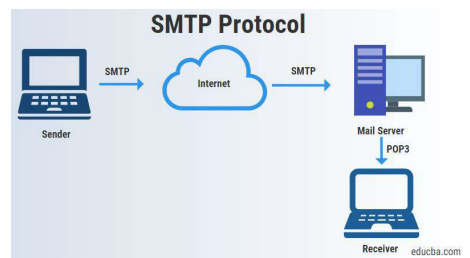 SMTP Protocol
SMTP
Internet
SMTP
Sender
Mail Server
POP3
Receiver
educba.com